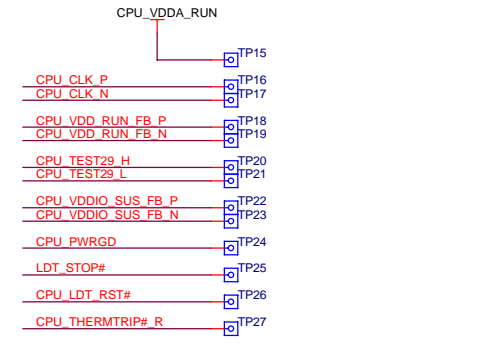 CPU_VDDA_RUN
TP15
CPU_CLK_P TP16
CPU_CLK_N TP17
CPU_VDD_RUN_FB_P TP18
CPU_VDD_RUN_FB_N TP19
CPU_TEST29_H TP20
CPU_TEST29_L TP21
CPU_VDDIO_SUS_FB_P TP22
CPU_VDDIO_SUS_FB_N TP23
CPU_PWRGD TP24
LDT_STOP# TP25
CPU_LDT_RST# TP26
CPU_THERMTRIP#_R TP27